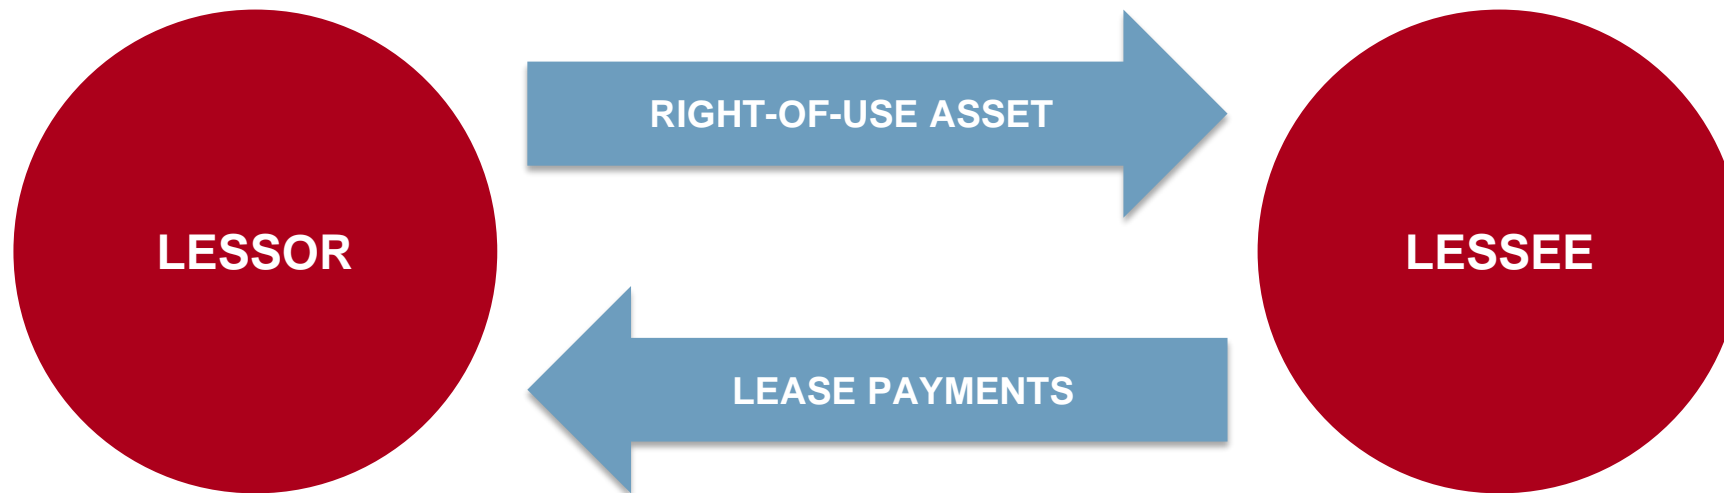 RIGHT-OF-USE ASSET
LESSOR
LESSEE
LEASE PAYMENTS